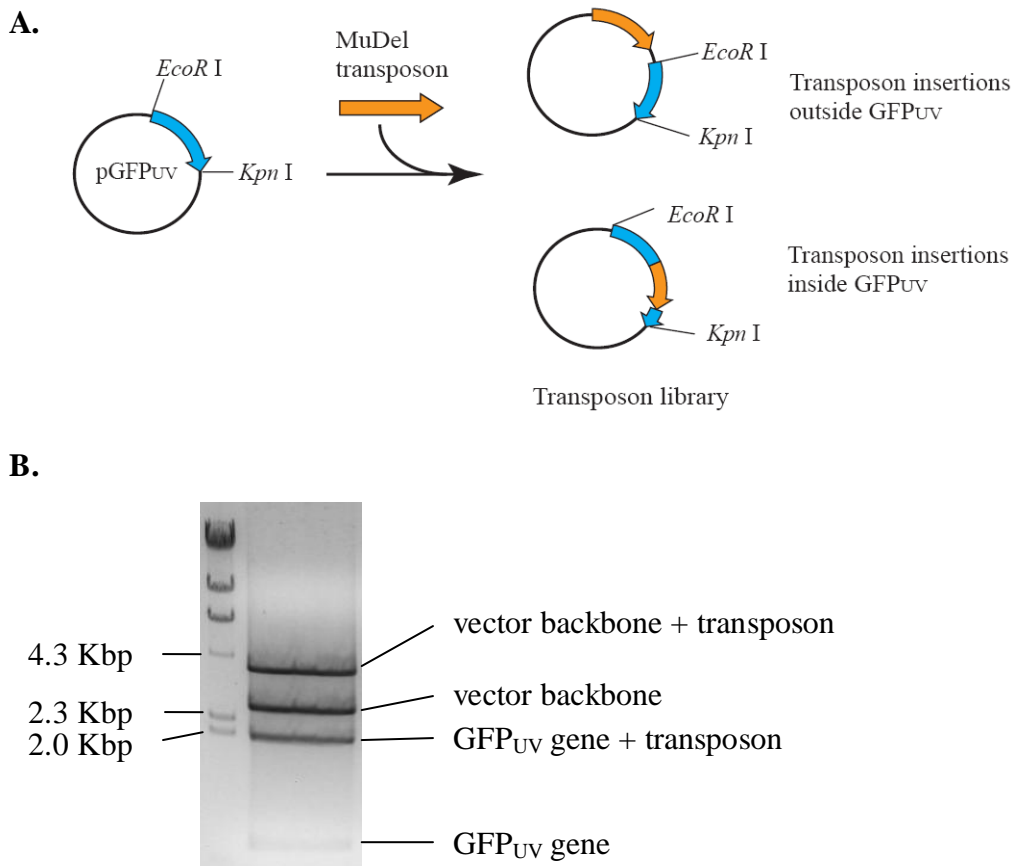 A.
EcoR I
pGFPUV
Kpn I
MuDel
transposon
EcoR I
Kpn I
Transposon insertions
outside GFPUV
EcoR I
Kpn I
Transposon insertions
inside GFPUV
Transposon library
B.
4.3 Kbp
2.3 Kbp
2.0 Kbp
vector backbone + transposon
vector backbone
GFPUV gene + transposon
GFPUV gene